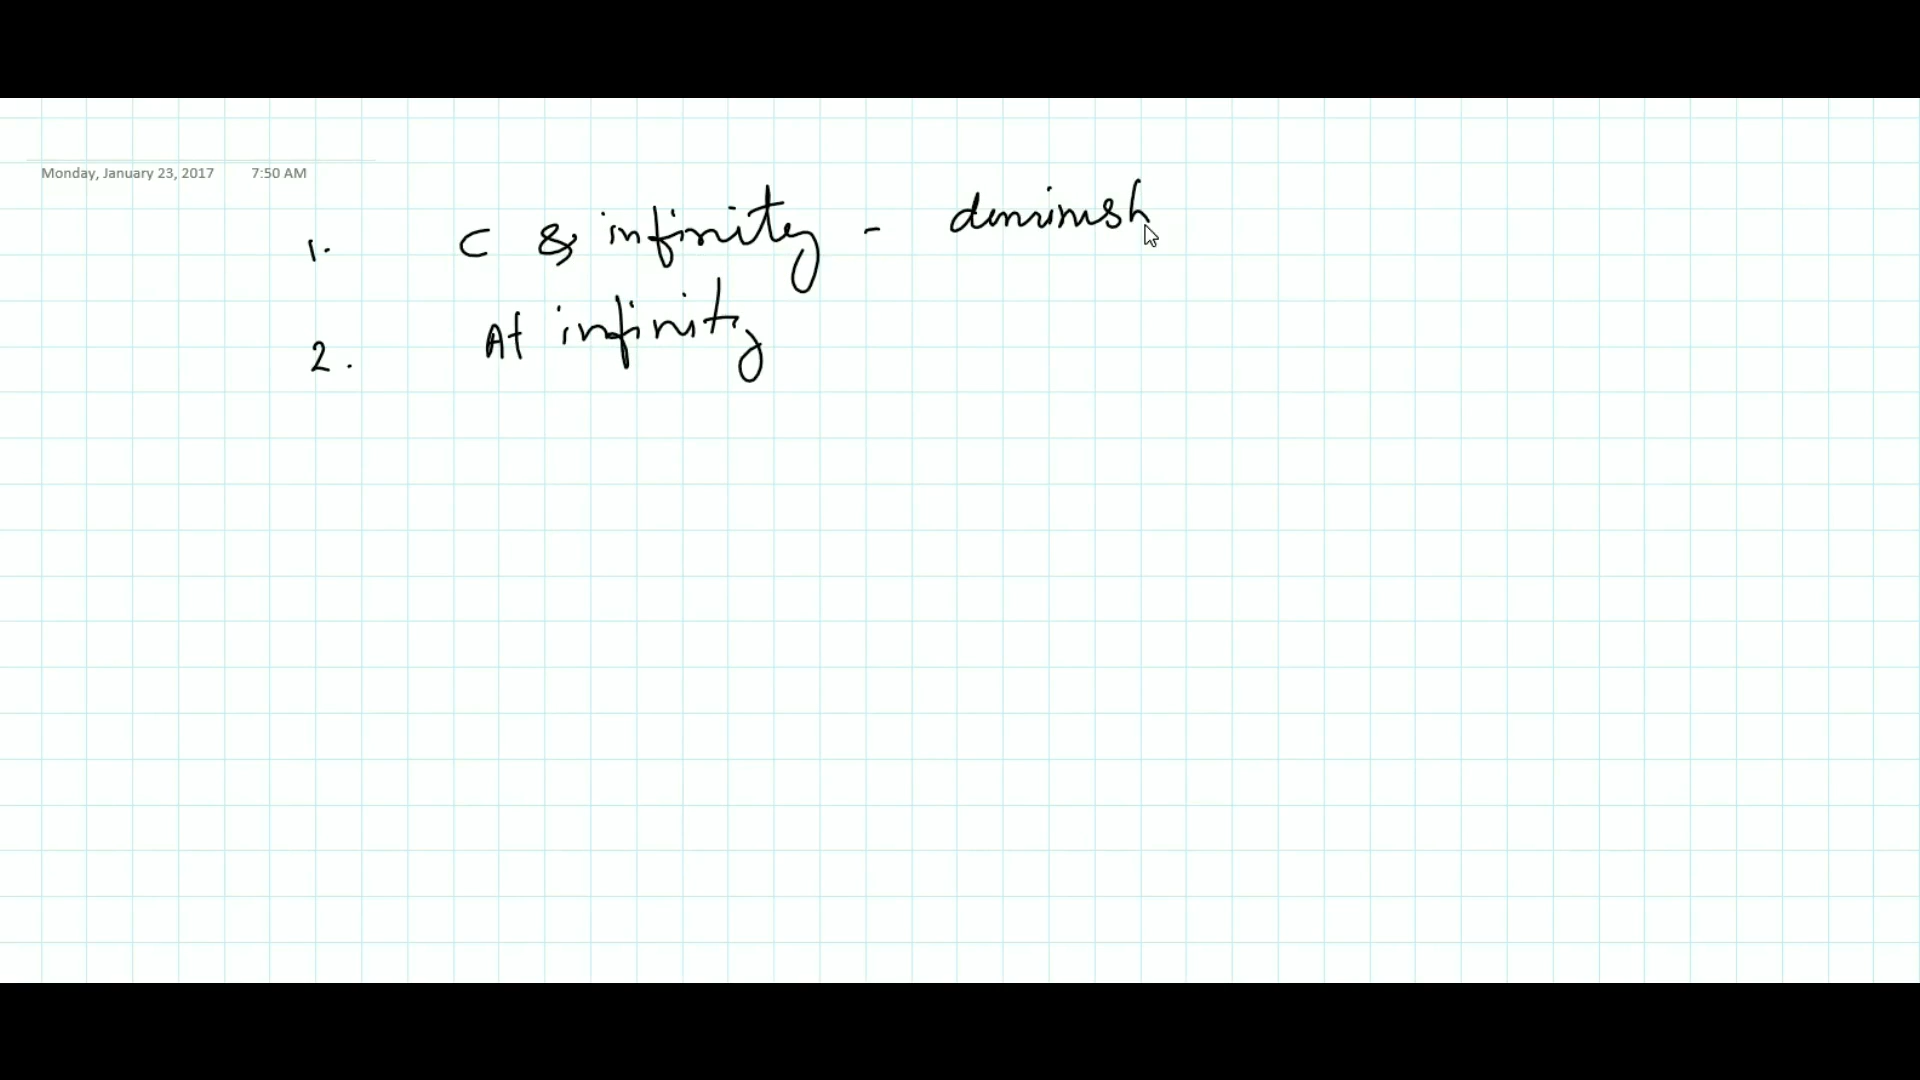 Monday, January 23, 2017 7:50 AM
1. C & infinity - diminish
2. At infinity